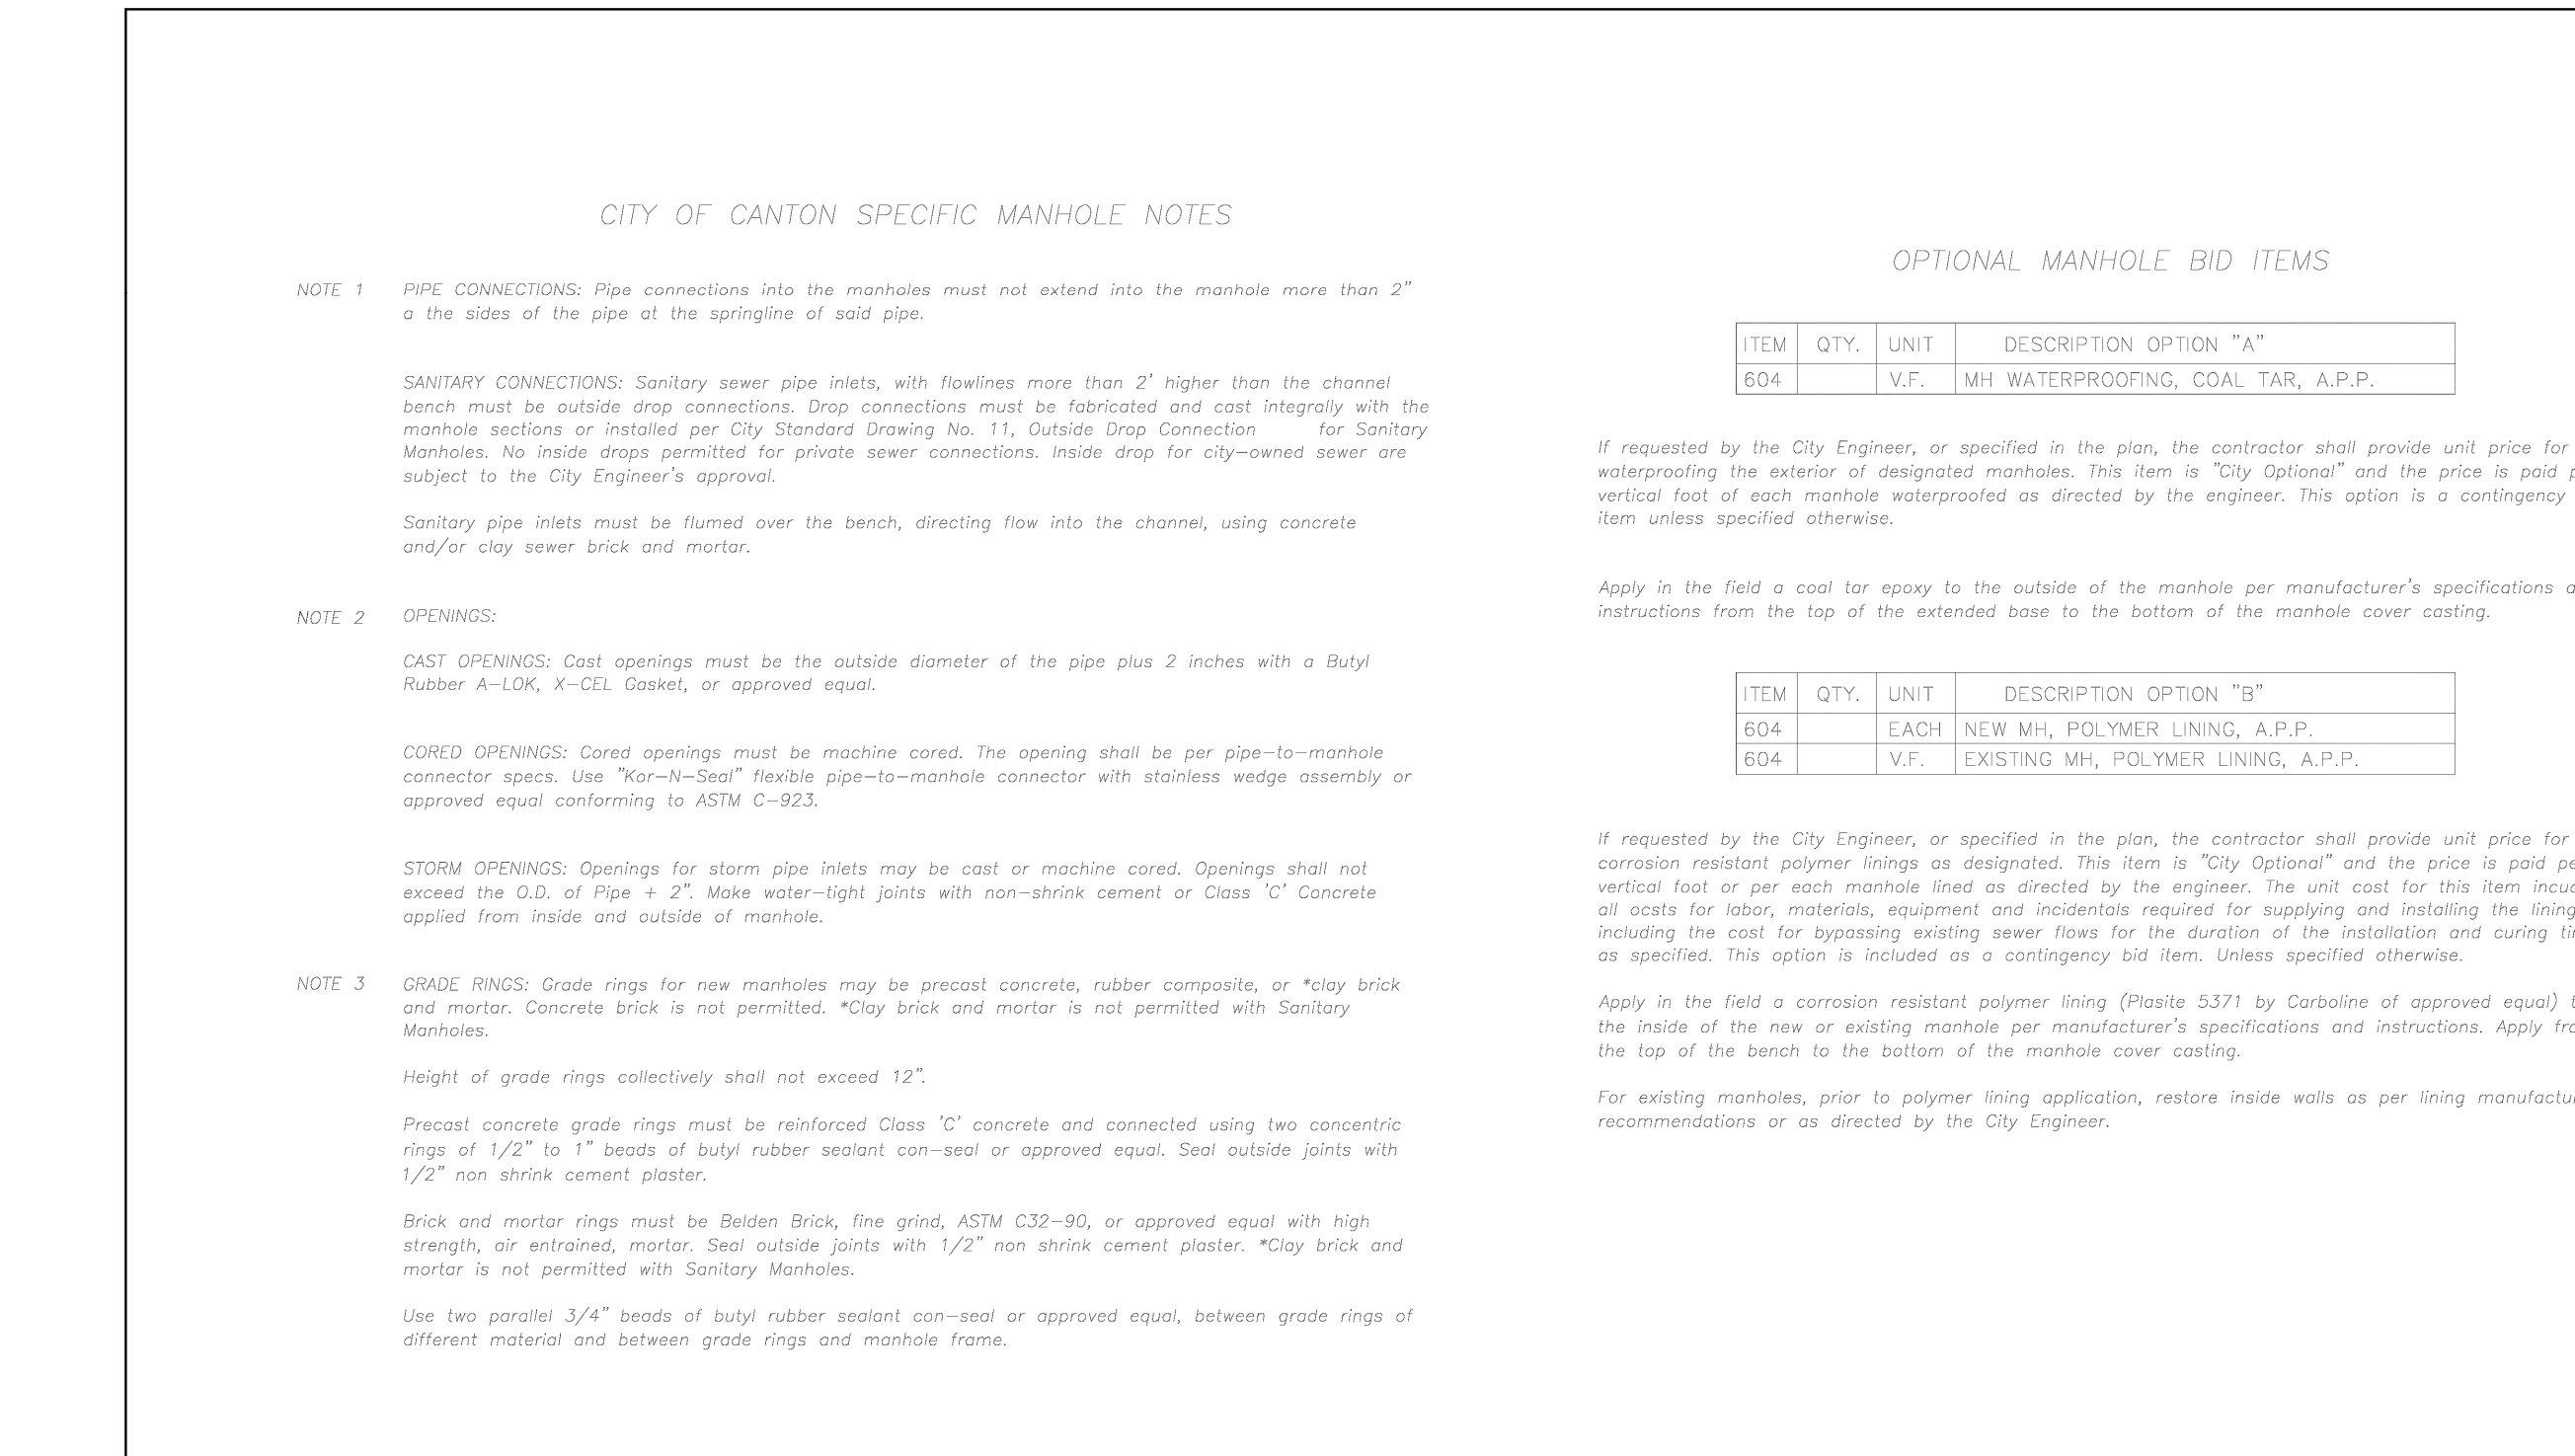 CITY OF CANTON SPECIFIC MANHOLE NOTES
NOTE 1 PIPE CONNECTIONS: Pipe connections into the manholes must not extend into the manhole more than 2"
a the sides of the pipe at the springline of said pipe.
SANITARY CONNECTIONS: Sanitary sewer pipe inlets, with flowlines more than 2' higher than the channel
bench must be outside drop connections. Drop connections must be fabricated and cast integrally with the
manhole sections or installed per City Standard Drawing No. 11, Outside Drop Connection for Sanitary
Manholes. No inside drops permitted for private sewer connections. Inside drop for city-owned sewer are
subject to the City Engineer's approval.
Sanitary pipe inlets must be flumed over the bench, directing flow into the channel, using concrete
and/or clay sewer brick and mortar.
NOTE 2 OPENINGS:
CAST OPENINGS: Cast openings must be the outside diameter of the pipe plus 2 inches with a Butyl
Rubber A-LOK, X-CEL Gasket, or approved equal.
CORED OPENINGS: Cored openings must be machine cored. The opening shall be per pipe-to-manhole
connector specs. Use "Kor-N-Seal" flexible pipe-to-manhole connector with stainless wedge assembly or
approved equal conforming to ASTM C-923.
STORM OPENINGS: Openings for storm pipe inlets may be cast or machine cored. Openings shall not
exceed the O.D. of Pipe + 2". Make water-tight joints with non-shrink cement or Class 'C' Concrete
applied from inside and outside of manhole.
NOTE 3 GRADE RINGS: Grade rings for new manholes may be precast concrete, rubber composite, or *clay brick
and mortar. Concrete brick is not permitted. *Clay brick and mortar is not permitted with Sanitary
Manholes.
Height of grade rings collectively shall not exceed 12".
Precast concrete grade rings must be reinforced Class 'C' concrete and connected using two concentric
rings of 1/2" to 1" beads of butyl rubber sealant con-seal or approved equal. Seal outside joints with
1/2" non shrink cement plaster.
Brick and mortar rings must be Belden Brick, fine grind, ASTM C32-90, or approved equal with high
strength, air entrained, mortar. Seal outside joints with 1/2" non shrink cement plaster. *Clay brick and
mortar is not permitted with Sanitary Manholes.
Use two parallel 3/4" beads of butyl rubber sealant con-seal or approved equal, between grade rings of
different material and between grade rings and manhole frame.
OPTIONAL MANHOLE BID ITEMS
ITEM QTY. UNIT DESCRIPTION OPTION "A"
604 V.F. MH WATERPROOFING, COAL TAR, A.P.P.
If requested by the City Engineer, or specified in the plan, the contractor shall provide unit price for
waterproofing the exterior of designated manholes. This item is "City Optional" and the price is paid
vertical foot of each manhole waterproofed as directed by the engineer. This option is a contingency
item unless specified otherwise.
Apply in the field a coal tar epoxy to the outside of the manhole per manufacturer's specifications
instructions from the top of the extended base to the bottom of the manhole cover casting.
ITEM QTY. UNIT DESCRIPTION OPTION "B"
604 EACH NEW MH, POLYMER LINING, A.P.P.
604 V.F. EXISTING MH, POLYMER LINING, A.P.P.
If requested by the City Engineer, or specified in the plan, the contractor shall provide unit price for
corrosion resistant polymer linings as designated. This item is "City Optional" and the price is paid
vertical foot or per each manhole lined as directed by the engineer. The unit cost for this item
all ocsts for labor, materials, equipment and incidentals required for supplying and installing the lining
including the cost for bypassing existing sewer flows for the duration of the installation and curing
as specified. This option is included as a contingency bid item. Unless specified otherwise.
Apply in the field a corrosion resistant polymer lining (Plasite 5371 by Carboline of approved equal)
the inside of the new or existing manhole per manufacturer's specifications and instructions. Apply
the top of the bench to the bottom of the manhole cover casting.
For existing manholes, prior to polymer lining application, restore inside walls as per lining
recommendations or as directed by the City Engineer.